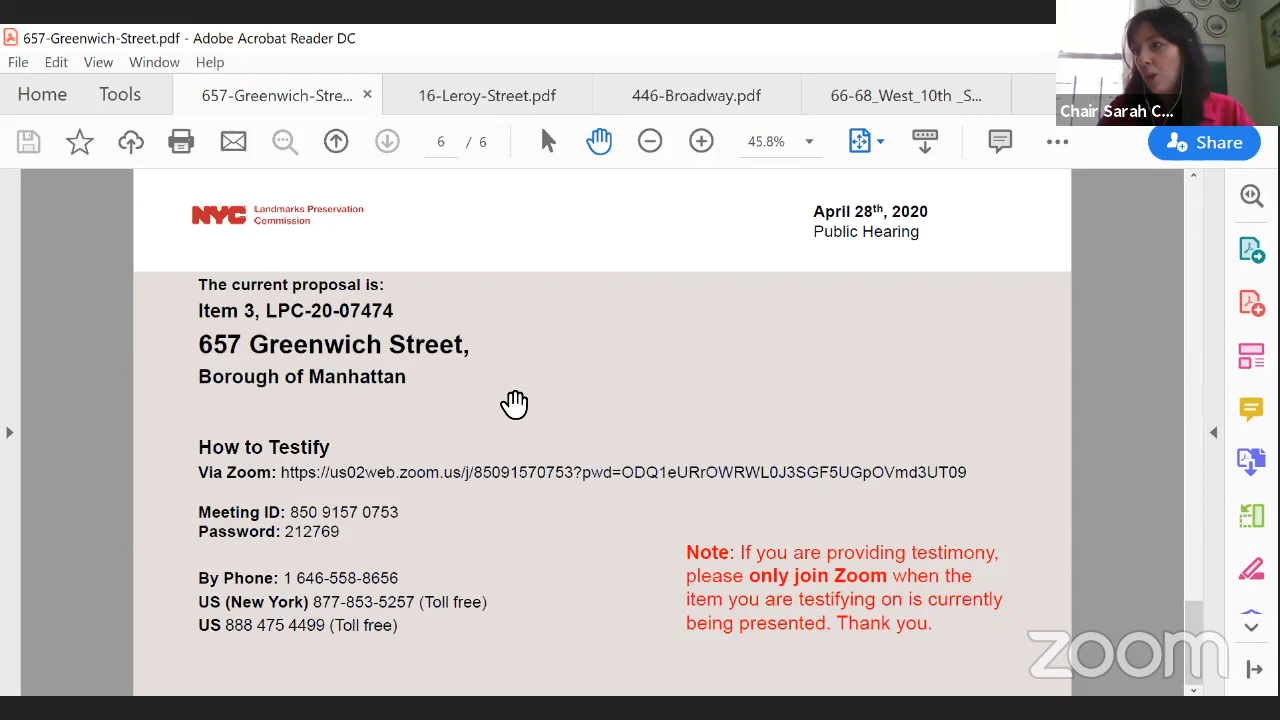 657-Greenwich-Street.pdf - Adobe Acrobat Reader DC
File Edit View Window Help
Home Tools 657-Greenwich-Stre... × 16-Leroy-Street.pdf 446-Broadway.pdf 66-68_West_10th _S...
6 / 6 45.8% Share
Chair Sarah C...
NYC Landmarks Preservation
Commission
April 28th, 2020
Public Hearing
The current proposal is:
Item 3, LPC-20-07474
657 Greenwich Street,
Borough of Manhattan
How to Testify
Via Zoom: https://us02web.zoom.us/j/85091570753?pwd=ODQ1eURrOWRWL0J3SGF5UGpOVmd3UT09
Meeting ID: 850 9157 0753
Password: 212769
By Phone: 1 646-558-8656
US (New York) 877-853-5257 (Toll free)
US 888 475 4499 (Toll free)
Note: If you are providing testimony,
please only join Zoom when the
item you are testifying on is currently
being presented. Thank you.
zoom